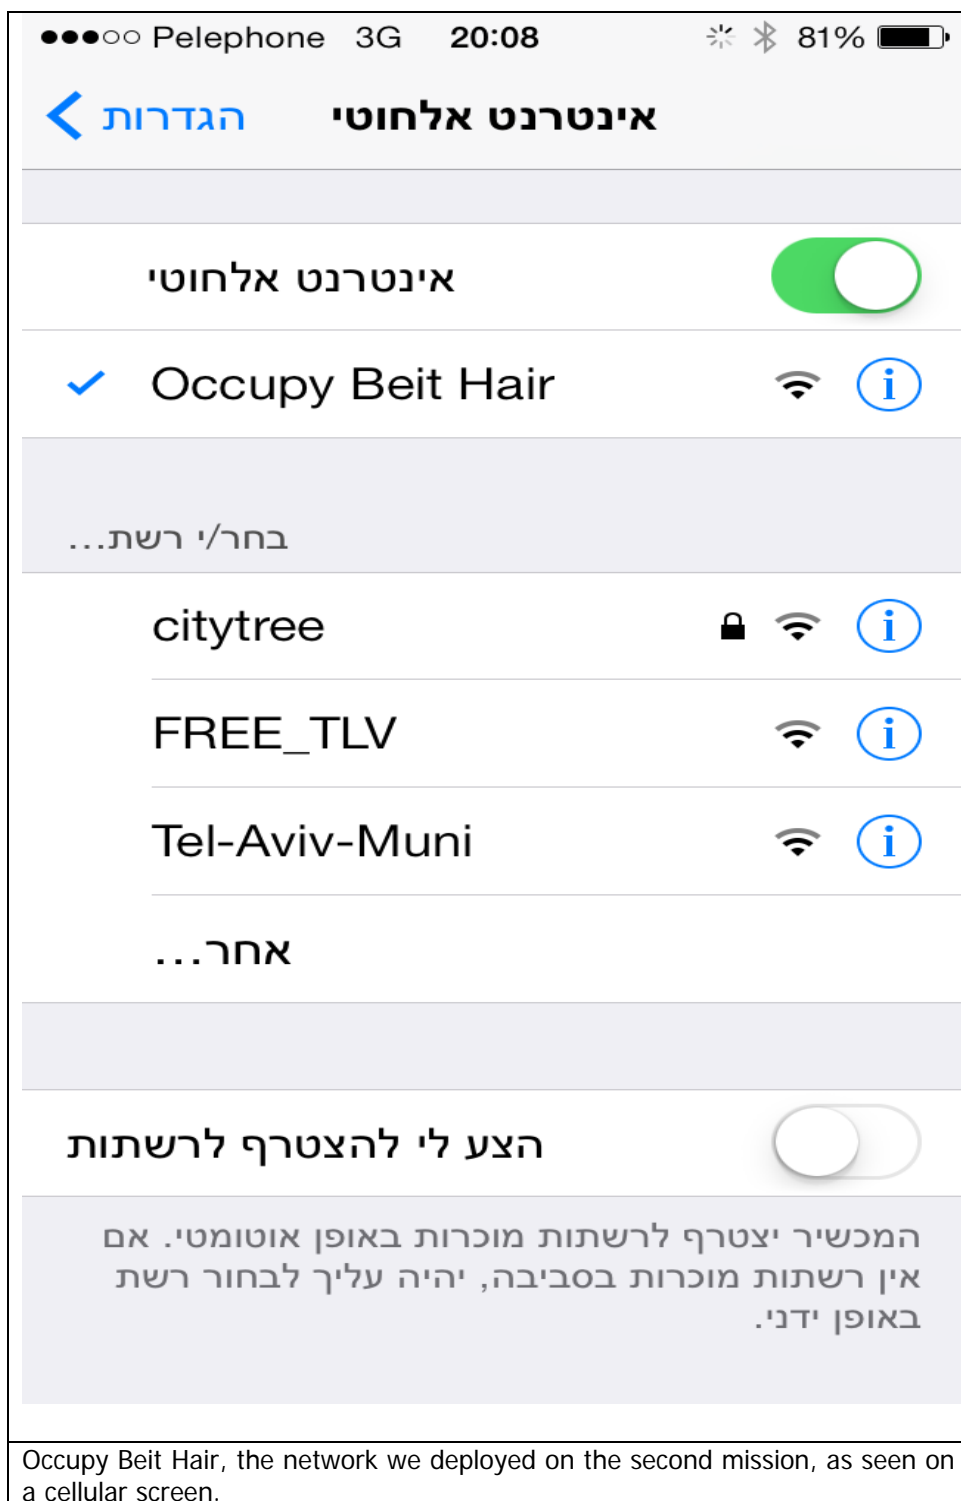 Pelephone 3G 20:08 81%
הגדרות אינטרנט אלחוטי
אינטרנט אלחוטי
Occupy Beit Hair
בחר/י רשת...
citytree
FREE_TLV
Tel-Aviv-Muni
אחר...
הצע לי להצטרף לרשתות
המכשיר יצטרף לרשתות מוכרות באופן אוטומטי. אם
אין רשתות מוכרות בסביבה, יהיה עליך לבחור רשת
באופן ידני.
Occupy Beit Hair, the network we deployed on the second mission, as seen on
a cellular screen.